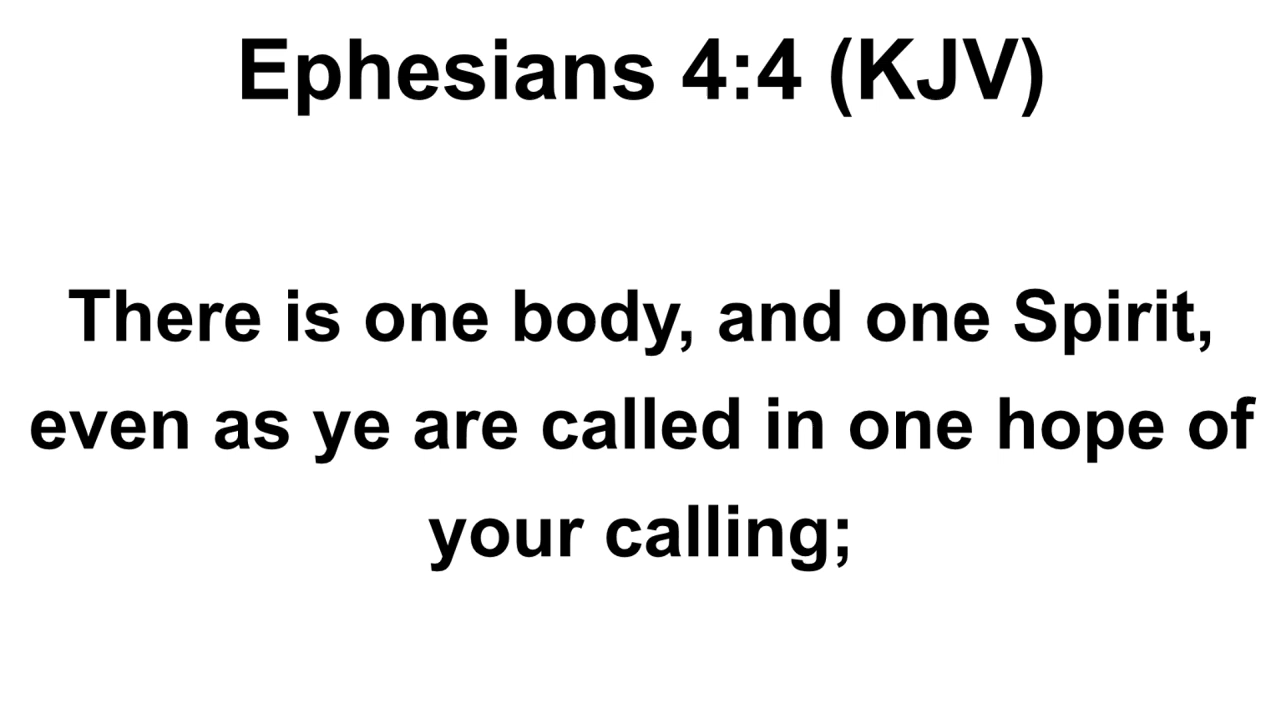 Ephesians 4:4 (KJV)
There is one body, and one Spirit,
even as ye are called in one hope of
your calling;